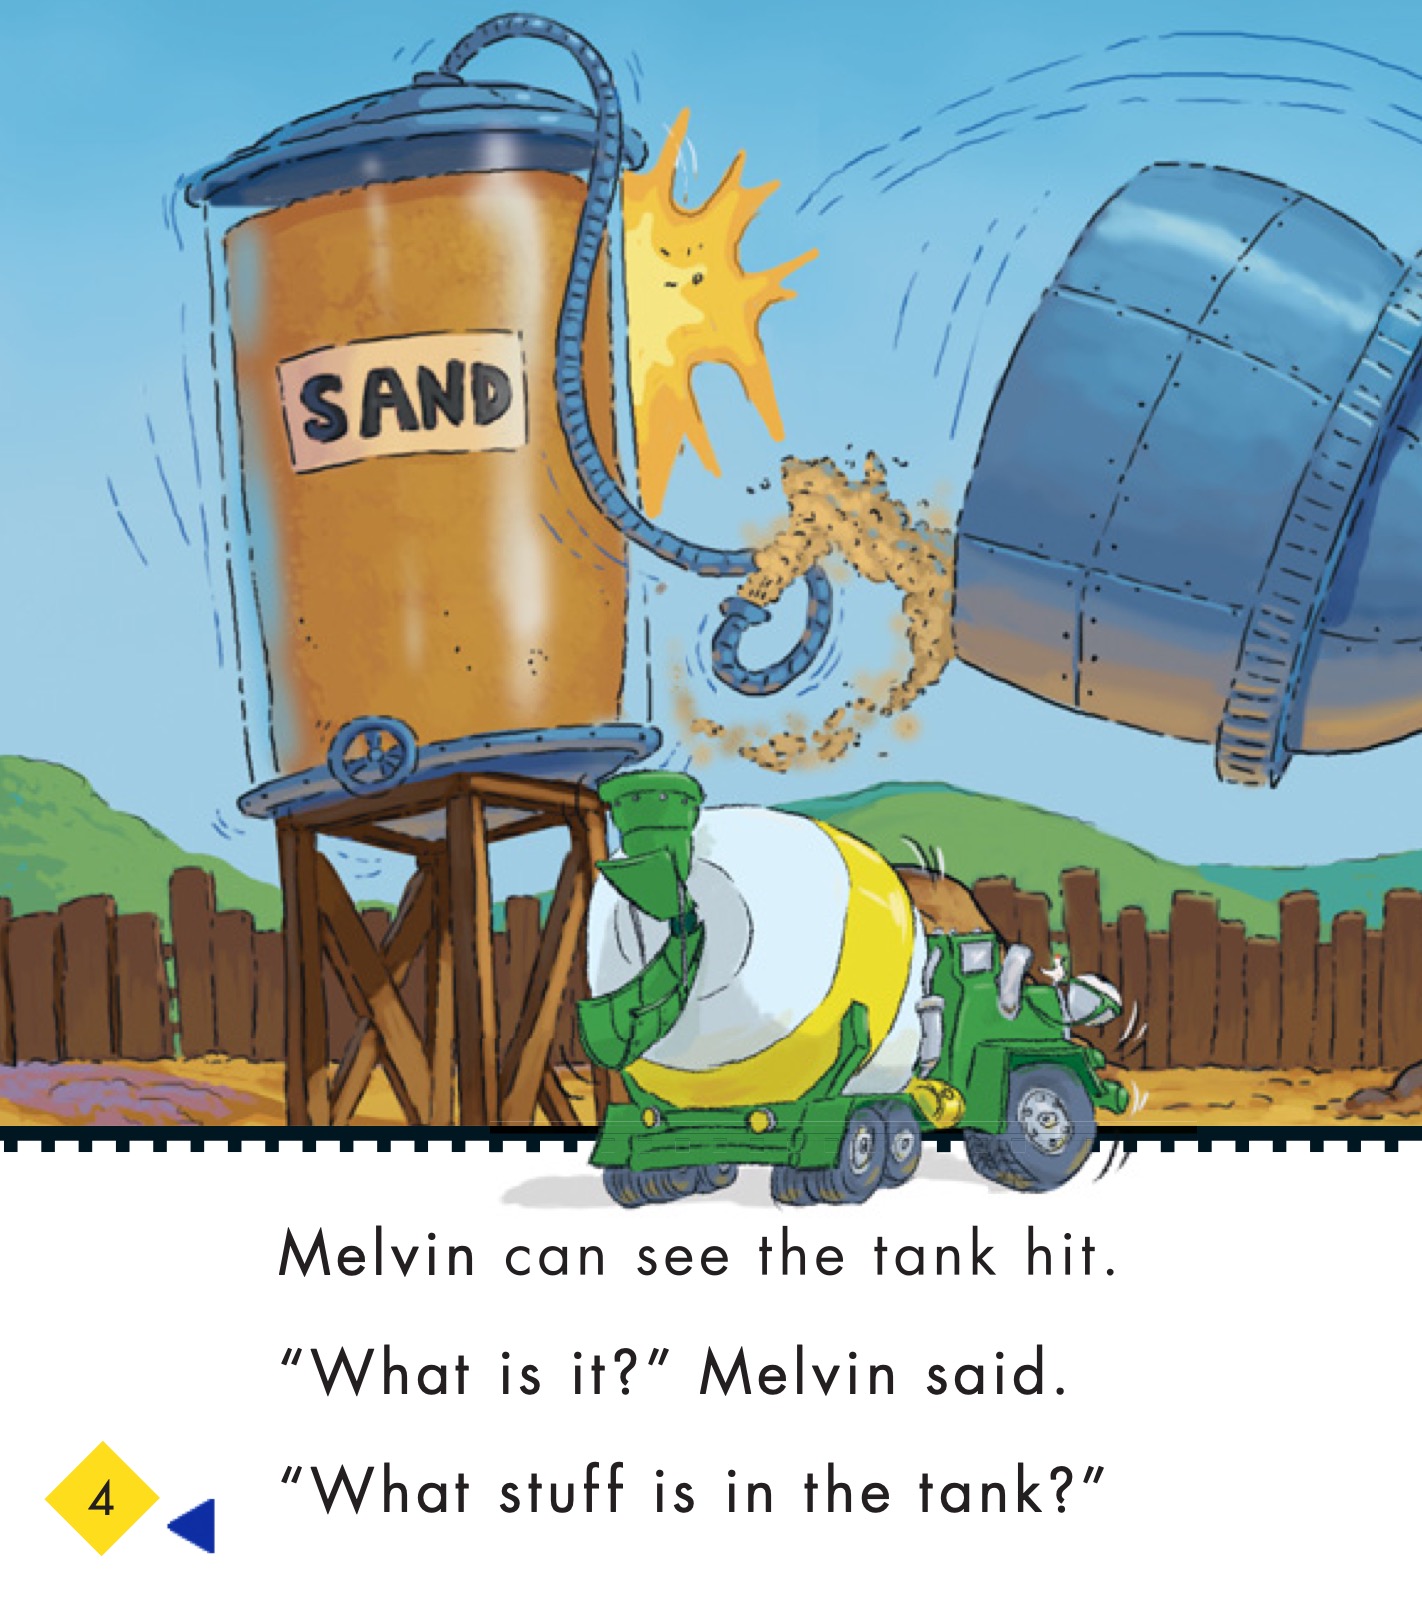 SAND
Melvin can see the tank hit.
“What is it?” Melvin said.
“What stuff is in the tank?”
4